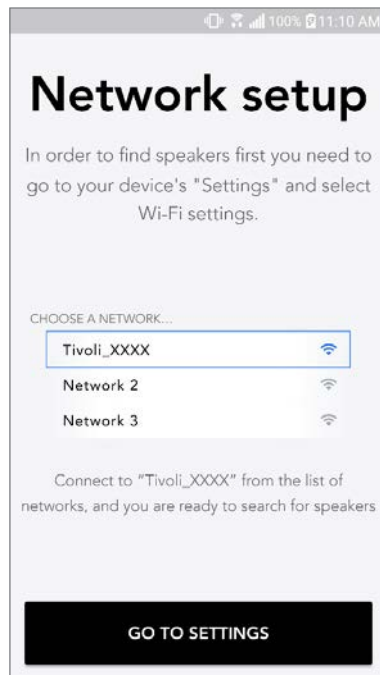 100% 11:10 AM
Network setup
In order to find speakers first you need to
go to your device's "Settings" and select
Wi-Fi settings.
CHOOSE A NETWORK...
Tivoli_XXXX
Network 2
Network 3
Connect to "Tivoli_XXXX" from the list of
networks, and you are ready to search for speakers
GO TO SETTINGS